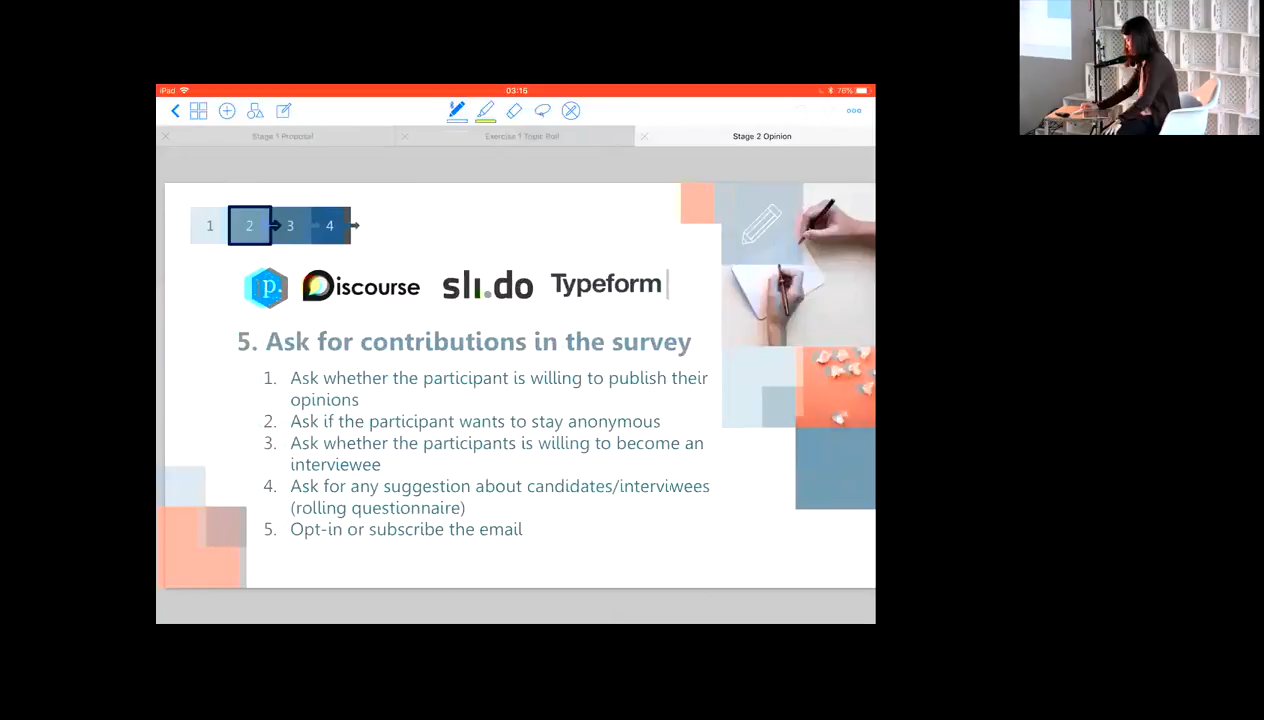 iPad 03:15 76%
Stage 1 Proposal Exercise 1 Topic Roll Stage 2 Opinion
1 2 3 4
p. Discourse sli.do Typeform
5. Ask for contributions in the survey
1. Ask whether the participant is willing to publish their
opinions
2. Ask if the participant wants to stay anonymous
3. Ask whether the participants is willing to become an
interviewee
4. Ask for any suggestion about candidates/interviwees
(rolling questionnaire)
5. Opt-in or subscribe the email